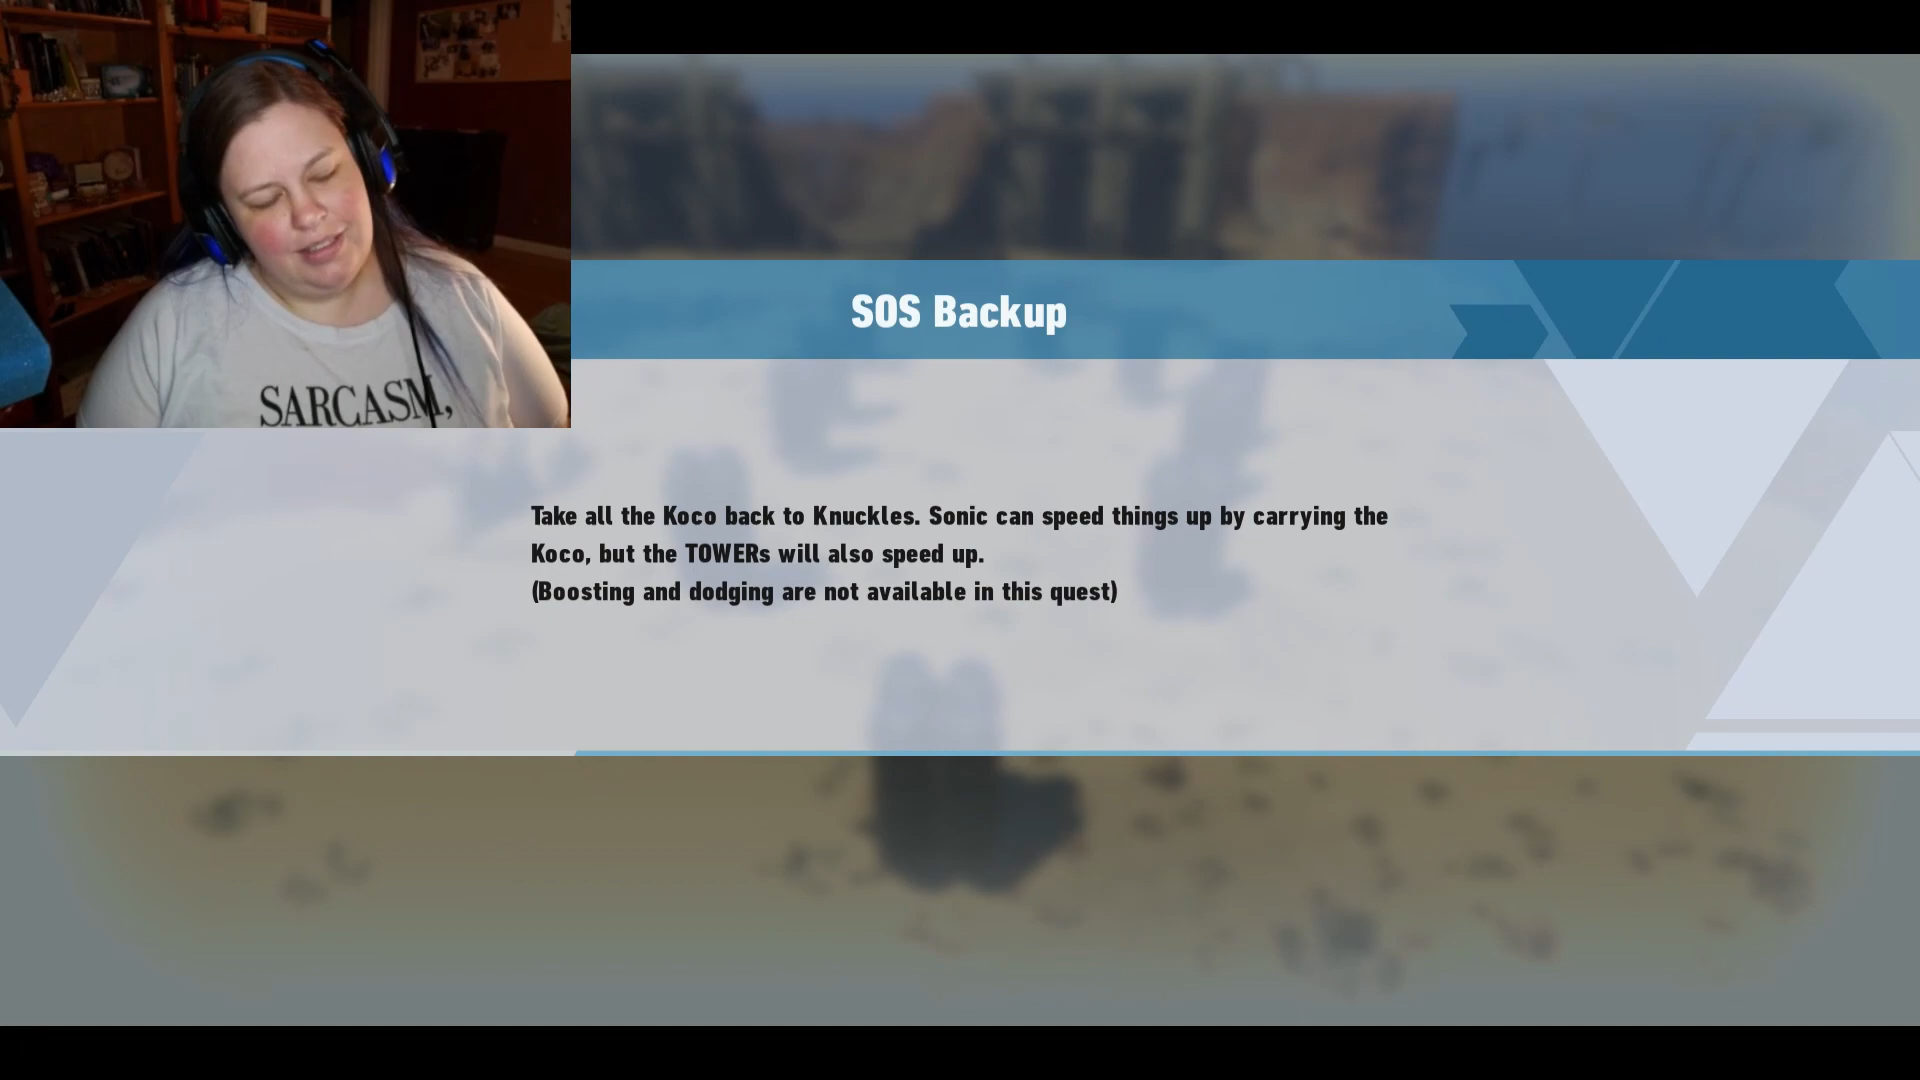 SARCASM,
SOS Backup
Take all the Koco back to Knuckles. Sonic can speed things up by carrying the
Koco, but the TOWERs will also speed up.
(Boosting and dodging are not available in this quest)